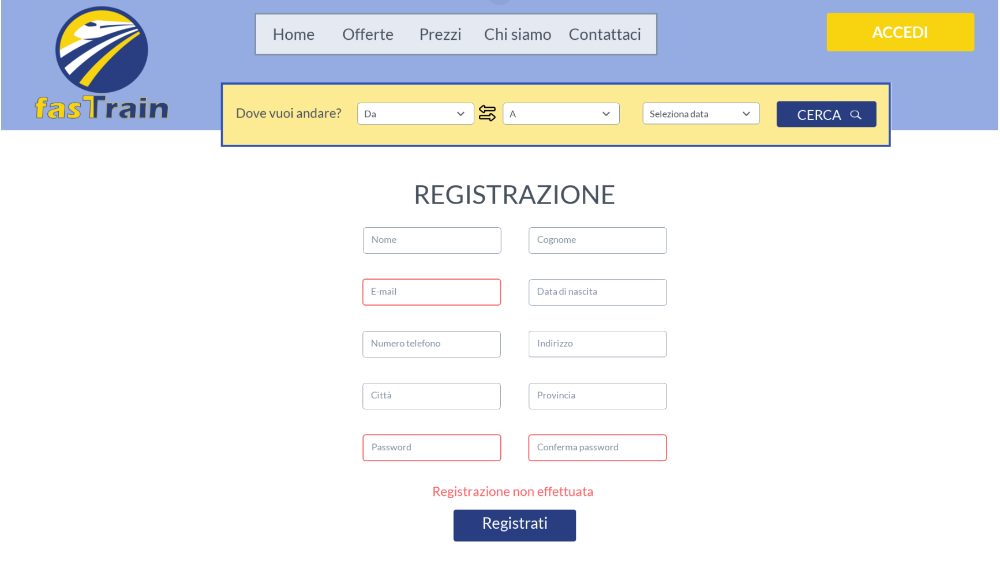 Home Offerte Prezzi Chi siamo Contattaci
ACCEDI
fasTrain
Dove vuoi andare? Da A Seleziona data CERCA
REGISTRAZIONE
Nome Cognome
E-mail Data di nascita
Numero telefono Indirizzo
Città Provincia
Password Conferma password
Registrazione non effettuata
Registrati